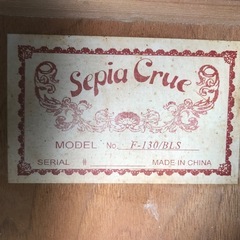 Sepia Crue
MODEL No. F-130/BLS
SERIAL # MADE IN CHINA